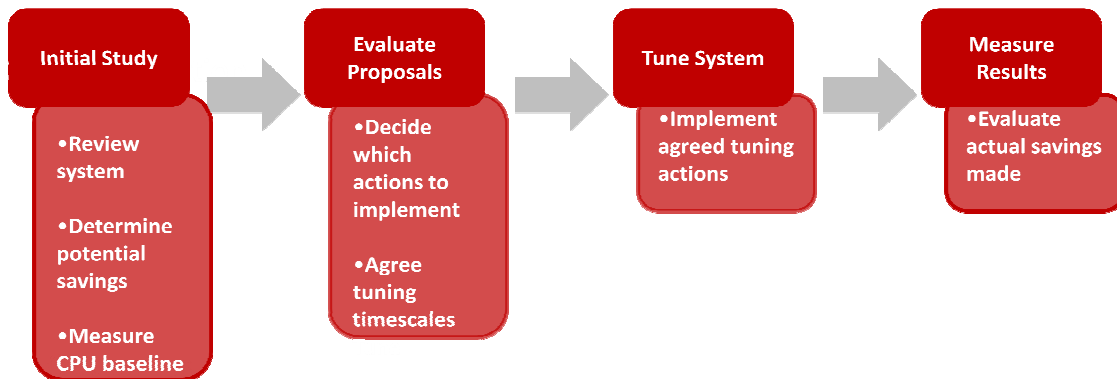 Initial Study
•Review
system
•Determine
potential
savings
•Measure
CPU baseline
Evaluate
Proposals
•Decide
which
actions to
implement
•Agree
tuning
timescales
Tune System
•Implement
agreed tuning
actions
Measure
Results
•Evaluate
actual savings
made